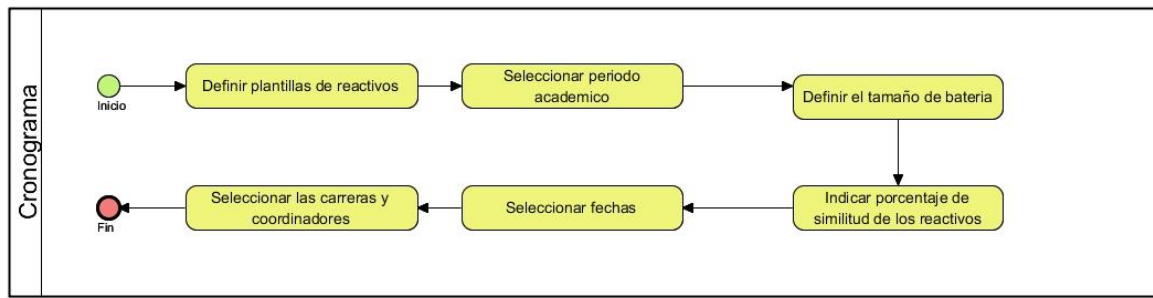 Cronograma
Inicio
Definir plantillas de reactivos
Seleccionar periodo
academico
Definir el tamaño de bateria
Indicar porcentaje de
similitud de los reactivos
Seleccionar fechas
Seleccionar las carreras y
coordinadores
Fin